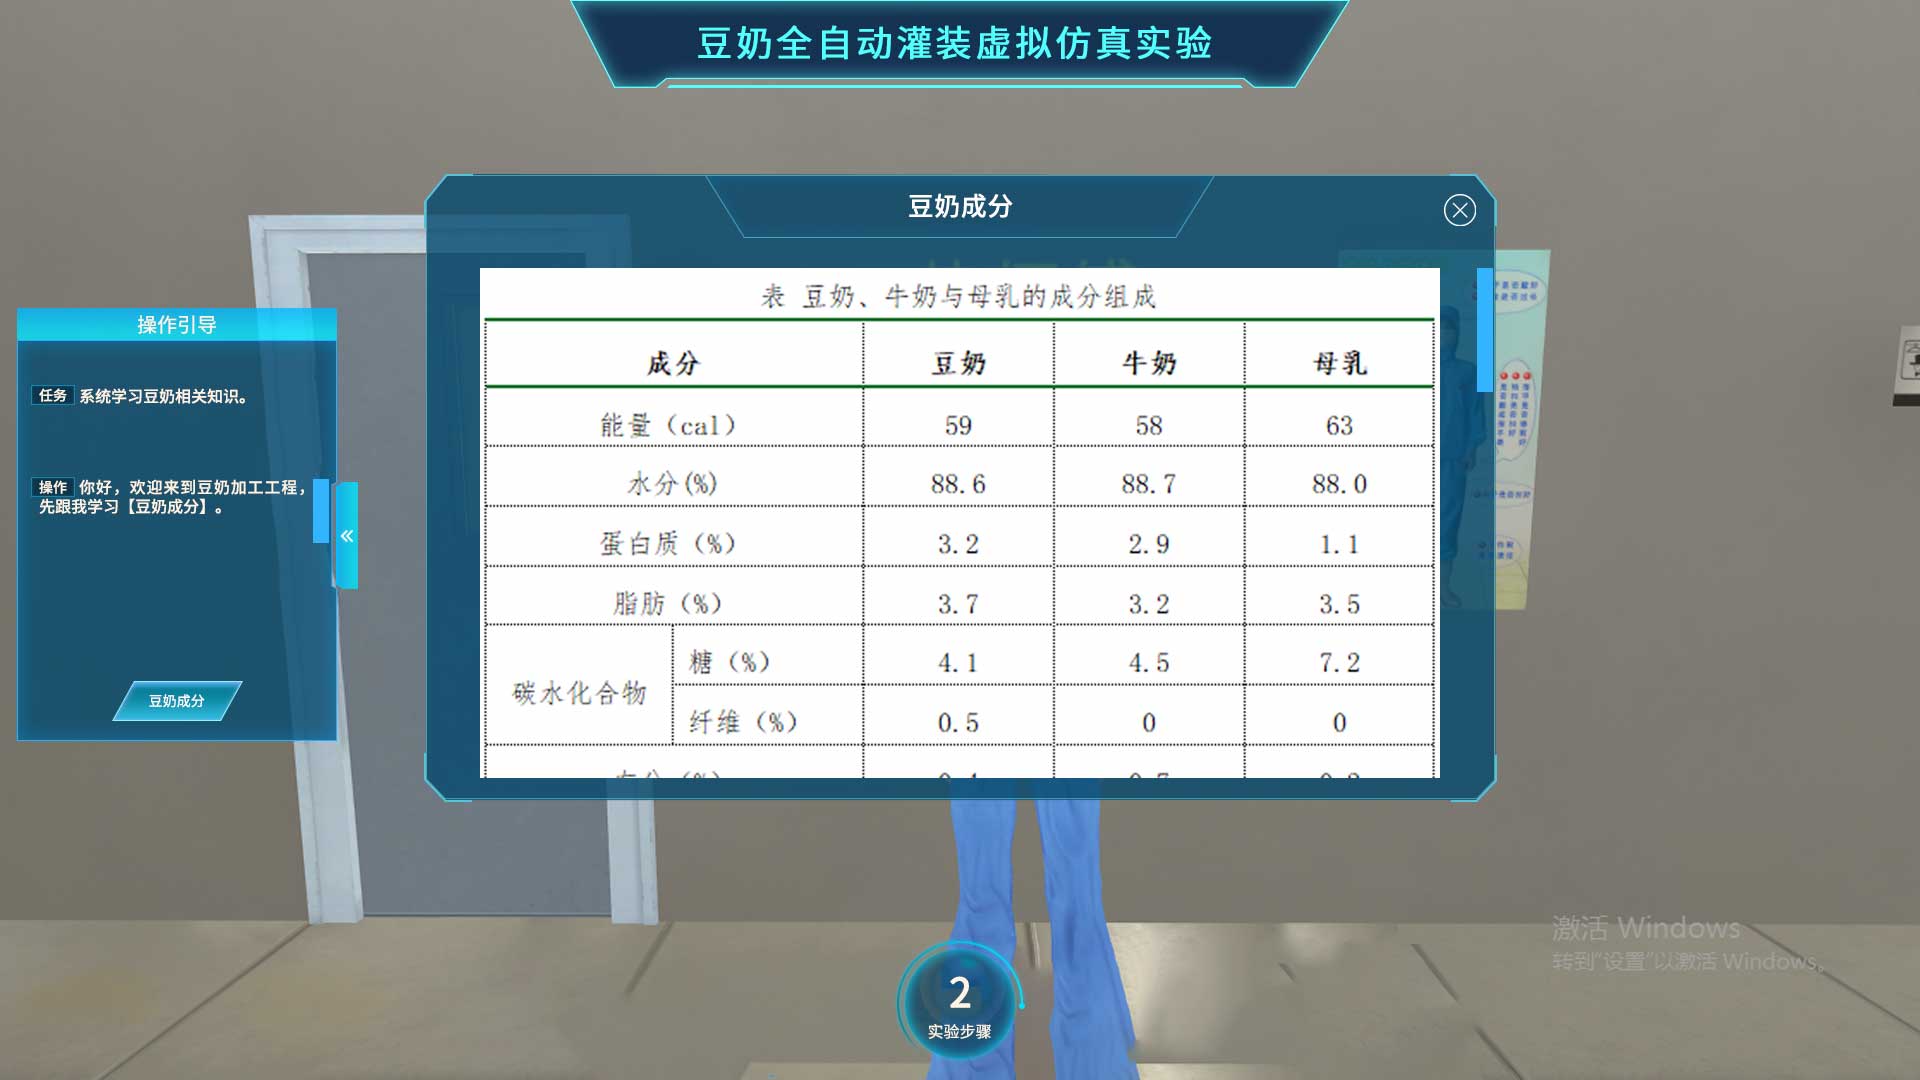 豆奶全自动灌装虚拟仿真实验
豆奶成分
操作引导
任务 系统学习豆奶相关知识。
操作 你好，欢迎来到豆奶加工工程，
先跟我学习【豆奶成分】。
豆奶成分
表 豆奶、牛奶与母乳的成分组成
成分 豆奶 牛奶 母乳
能量（cal） 59 58 63
水分(%) 88.6 88.7 88.0
蛋白质（%） 3.2 2.9 1.1
脂肪（%） 3.7 3.2 3.5
碳水化合物 糖（%） 4.1 4.5 7.2
纤维（%） 0.5 0 0
2
实验步骤
激活 Windows
转到“设置”以激活 Windows。